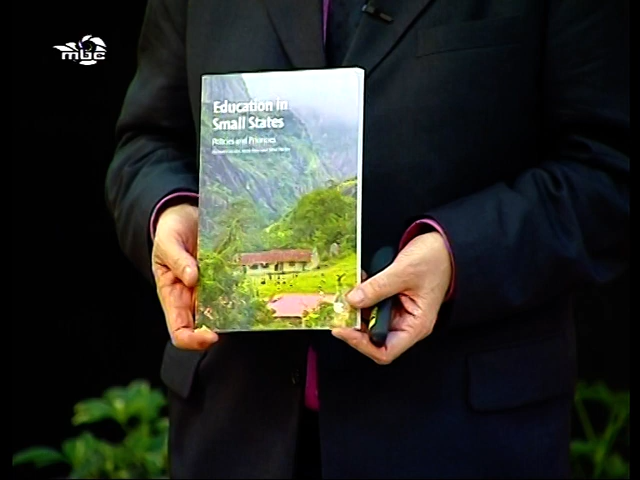 mbc
Education in
Small States
Policies and Priorities